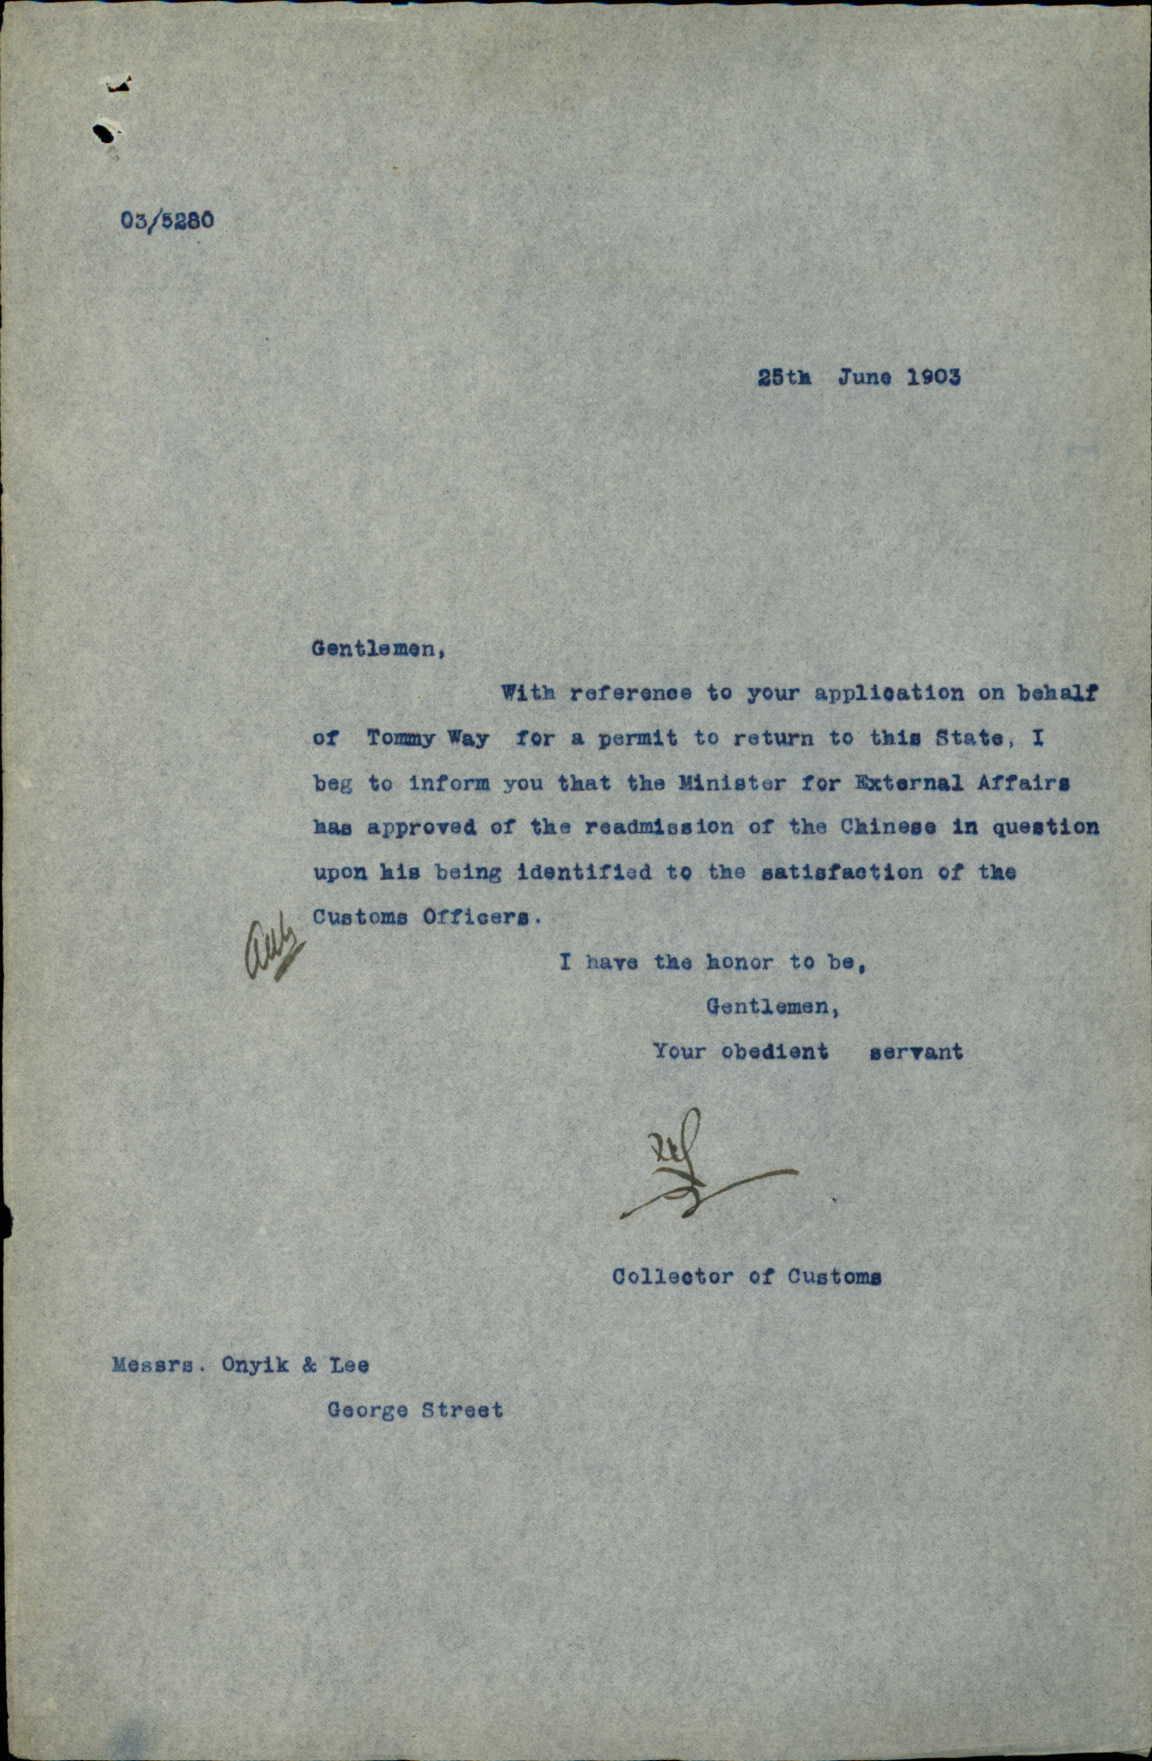 03/5280
25th June 1903
Gentlemen,
With reference to your application on behalf
of Tommy Way for a permit to return to this State, I
beg to inform you that the Minister for External Affairs
has approved of the readmission of the Chinese in question
upon his being identified to the satisfaction of the
Customs Officers.
I have the honor to be,
Gentlemen,
Your obedient servant
Collector of Customs
Messrs. Onyik & Lee
George Street